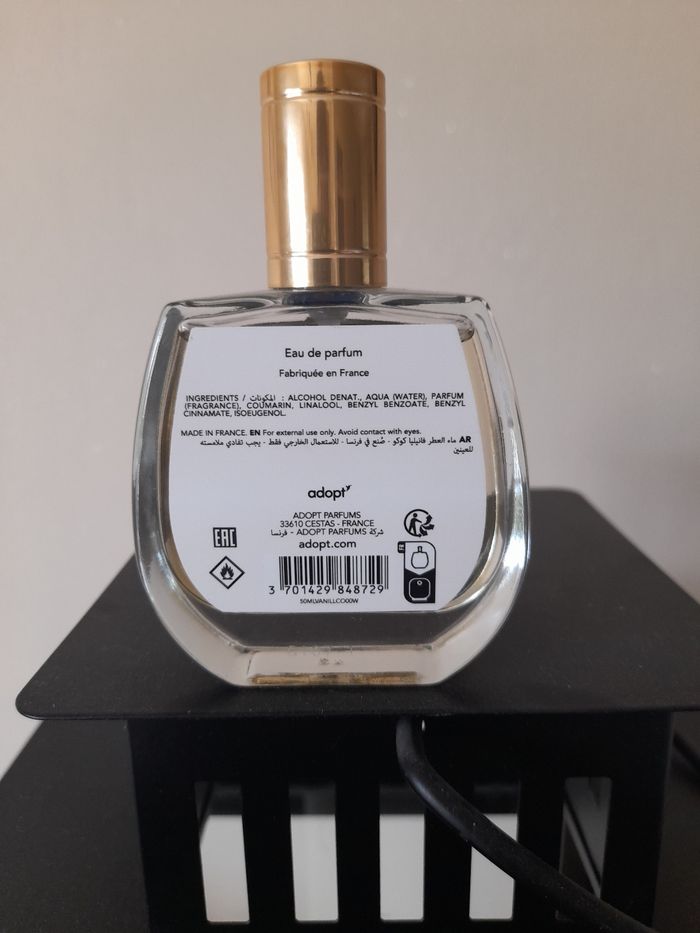 Eau de parfum
Fabriquée en France
INGREDIENTS / المكونات : ALCOHOL DENAT., AQUA (WATER), PARFUM
(FRAGRANCE), COUMARIN, LINALOOL, BENZYL BENZOATE, BENZYL
CINNAMATE, ISOEUGENOL.
MADE IN FRANCE. EN For external use only. Avoid contact with eyes.
AR ماء العطر فانيليا كوكو - صُنع في فرنسا - للاستعمال الخارجي فقط - يجب تفادي ملامسته
للعينين
adopt'
ADOPT PARFUMS
33610 CESTAS - FRANCE
شركة ADOPT PARFUMS - فرنسا
adopt.com
EAC
FR
3 701429 848729
50MLVANILLCO00W